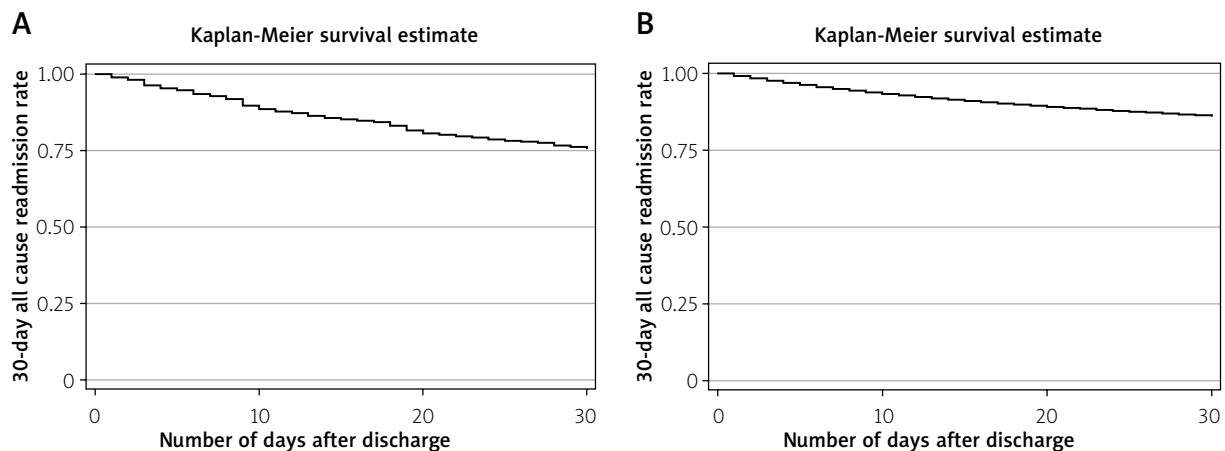 A
Kaplan-Meier survival estimate
30-day all cause readmission rate
1.00
0.75
0.50
0.25
0
0 10 20 30
Number of days after discharge
B
Kaplan-Meier survival estimate
30-day all cause readmission rate
1.00
0.75
0.50
0.25
0
0 10 20 30
Number of days after discharge